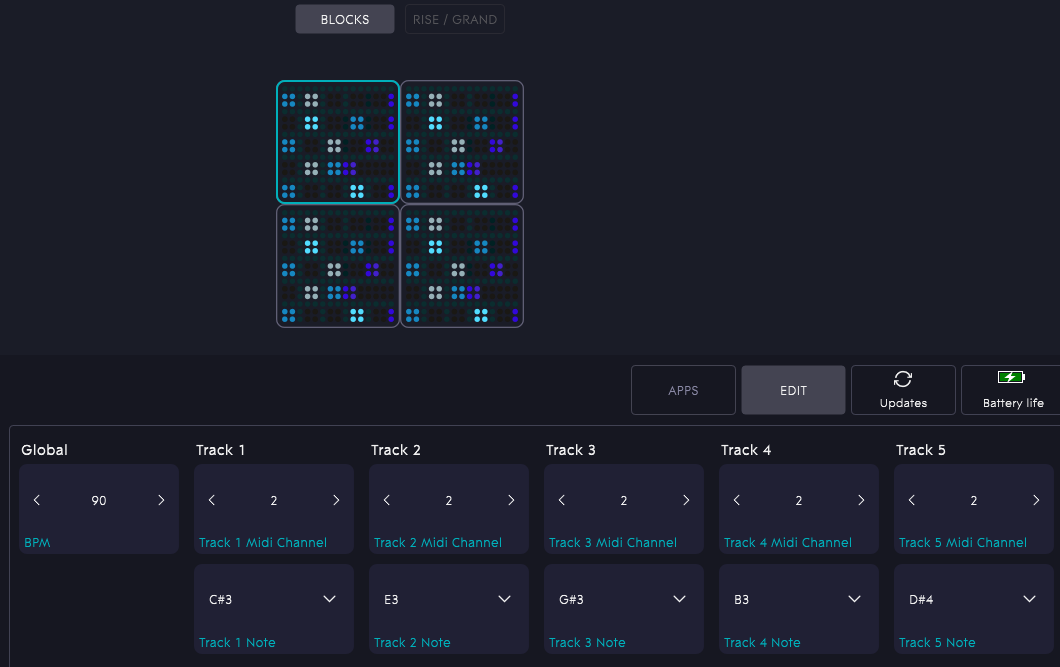 BLOCKS
RISE / GRAND
APPS
EDIT
Updates
Battery life
Global
Track 1
Track 2
Track 3
Track 4
Track 5
90
2
2
2
2
2
BPM
Track 1 Midi Channel
Track 2 Midi Channel
Track 3 Midi Channel
Track 4 Midi Channel
Track 5 Midi Channel
C#3
E3
G#3
B3
D#4
Track 1 Note
Track 2 Note
Track 3 Note
Track 4 Note
Track 5 Note